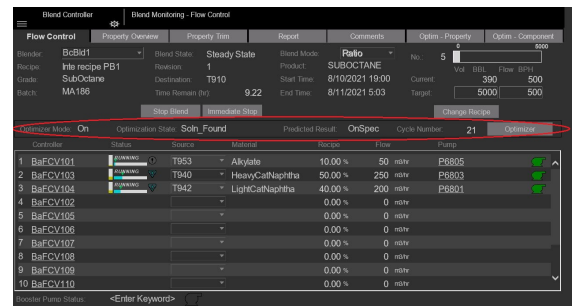 Blend Controller Blend Monitoring - Flow Control
Flow Control Property Overview Property Trim Report Comments Optim - Property Optim - Component
Blender: BcBld1 Blend State: Steady State Blend Mode: Ratio No.: 5 0 5000
Recipe: Inte recipe PB1 Revision: 1 Product: SUBOCTANE Vol BBL Flow BPH
Grade: SubOctane Destination: T910 Start Time: 8/10/2021 19:00 Current: 390 500
Batch: MA186 Time Remain (hr) 9.22 End Time: 8/11/2021 5:03 Target: 5000 500
Stop Blend Immediate Stop Change Recipe
Optimizer Mode: On Optimization State: Soln_Found Predicted Result: OnSpec Cycle Number: 21 Optimizer
Controller Status Source Material Recipe Flow Pump
1 BaFCV101 RUNNING T953 Alkylate 10.00 % 50 m3/hr P6805
2 BaFCV103 RUNNING T940 HeavyCatNaphtha 50.00 % 250 m3/hr P6803
3 BaFCV104 RUNNING T942 LightCatNaphtha 40.00 % 200 m3/hr P6801
4 BaFCV102 0.00 % 0 m3/hr
5 BaFCV105 0.00 % 0 m3/hr
6 BaFCV106 0.00 % 0 m3/hr
7 BaFCV107 0.00 % 0 m3/hr
8 BaFCV108 0.00 % 0 m3/hr
9 BaFCV109 0.00 % 0 m3/hr
10 BaFCV110 0.00 % 0 m3/hr
Booster Pump Status: <Enter Keyword>